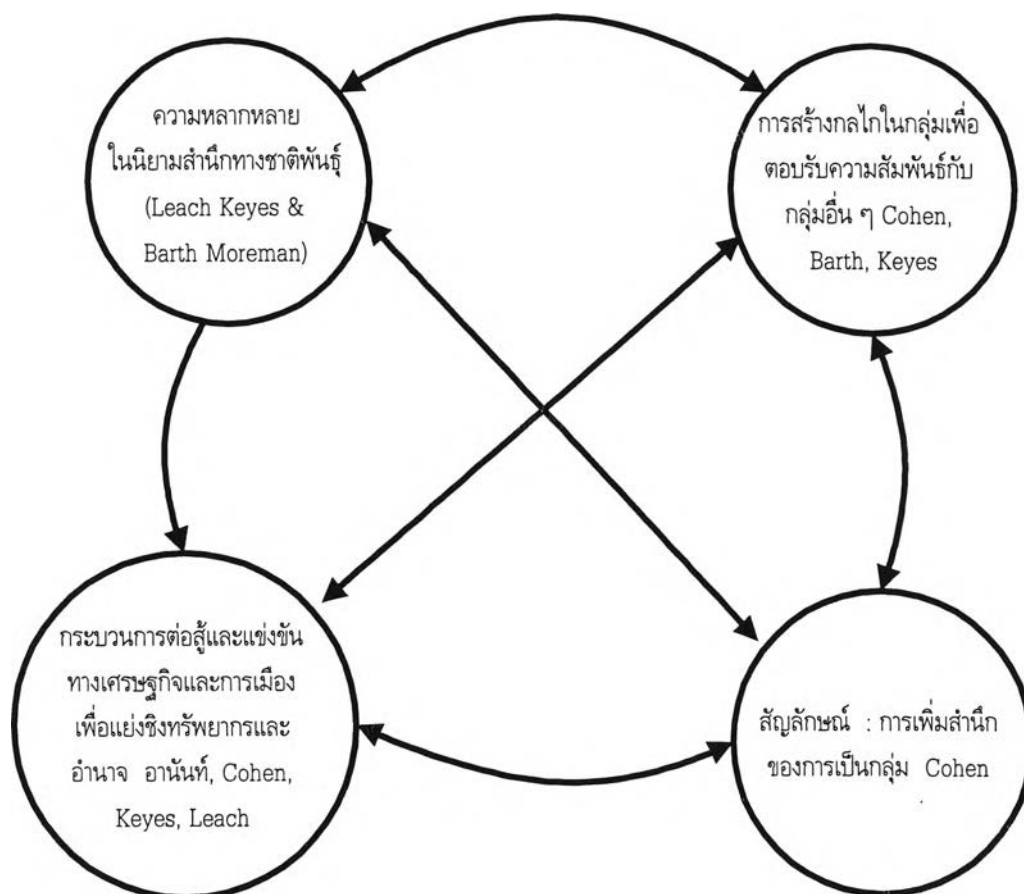 ความหลากหลาย
ในนิยามสำนึกทางชาติพันธุ์
(Leach Keyes &
Barth Moreman)
การสร้างกลไกในกลุ่มเพื่อ
ตอบรับความสัมพันธ์กับ
กลุ่มอื่น ๆ Cohen,
Barth, Keyes
กระบวนการต่อสู้และแข่งขัน
ทางเศรษฐกิจและการเมือง
เพื่อแย่งชิงทรัพยากรและ
อำนาจ อานันท์, Cohen,
Keyes, Leach
สัญลักษณ์ : การเพิ่มสำนึก
ของการเป็นกลุ่ม Cohen